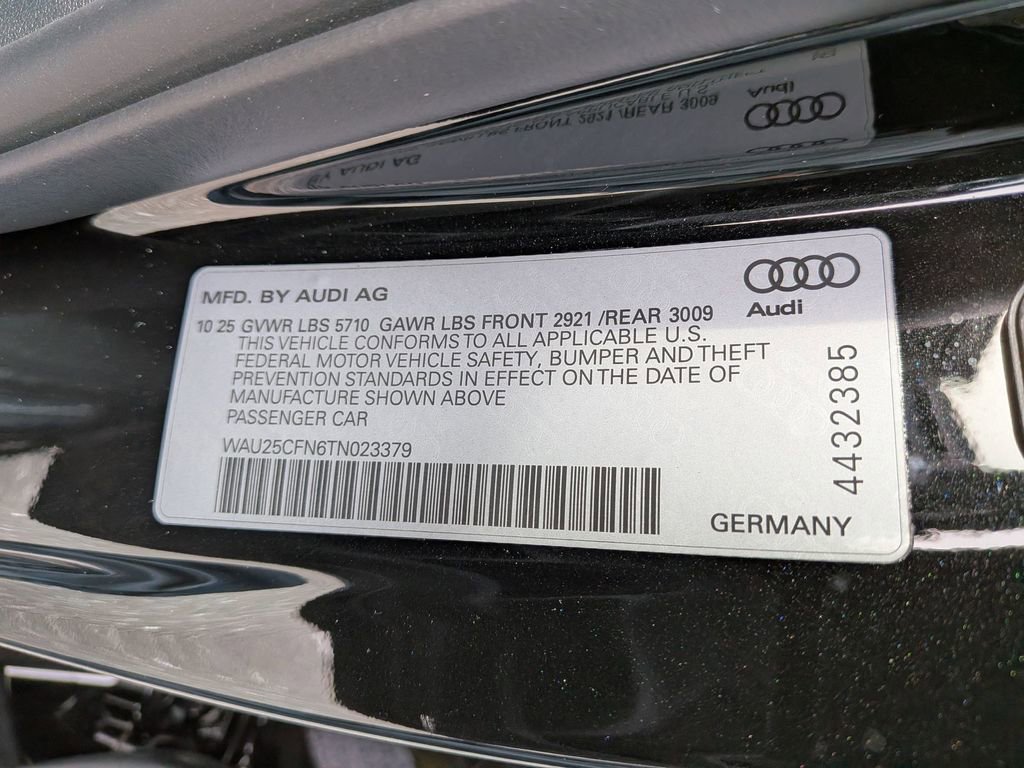 MFD. BY AUDI AG
Audi
10 25 GVWR LBS 5710 GAWR LBS FRONT 2921 /REAR 3009
THIS VEHICLE CONFORMS TO ALL APPLICABLE U.S.
FEDERAL MOTOR VEHICLE SAFETY, BUMPER AND THEFT
PREVENTION STANDARDS IN EFFECT ON THE DATE OF
MANUFACTURE SHOWN ABOVE
PASSENGER CAR
WAU25CFN6TN023379
GERMANY
4432385